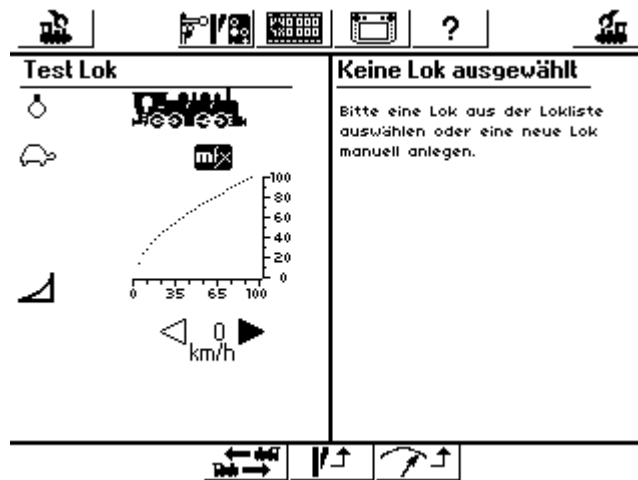 ?
Test Lok
mfx
100
80
60
40
20
0
0 35 65 100
0
km/h
Keine Lok ausgewählt
Bitte eine Lok aus der Lokliste
auswählen oder eine neue Lok
manuell anlegen.